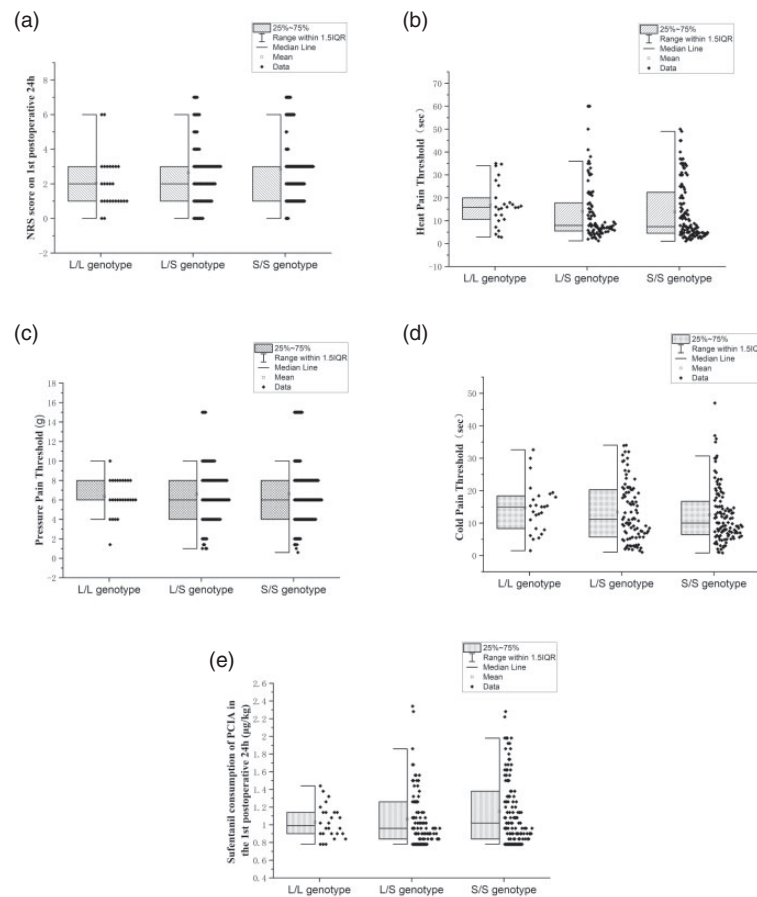 (a)
25%~75%
Range within 1.5IQR
Median Line
Mean
Data
NRS score on 1st postoperative 24h
8
6
4
2
0
−2
L/L genotype
L/S genotype
S/S genotype
(b)
25%~75%
Range within 1.5IQR
Median Line
Mean
Data
Heat Pain Threshold（sec）
70
60
50
40
30
20
10
0
−10
L/L genotype
L/S genotype
S/S genotype
(c)
25%~75%
Range within 1.5IQR
Median Line
Mean
Data
Pressure Pain Threshold (g)
18
16
14
12
10
8
6
4
2
0
−2
L/L genotype
L/S genotype
S/S genotype
(d)
25%~75%
Range within 1.5IQ
Median Line
Mean
Data
Cold Pain Threshold（sec）
50
40
30
20
10
0
L/L genotype
L/S genotype
S/S genotype
(e)
25%~75%
Range within 1.5IQR
Median Line
Mean
Data
Sufentanil consumption of PCIA in
the 1st postoperative 24h (μg/kg)
2.6
2.4
2.2
2
1.8
1.6
1.4
1.2
1
0.8
0.6
0.4
L/L genotype
L/S genotype
S/S genotype